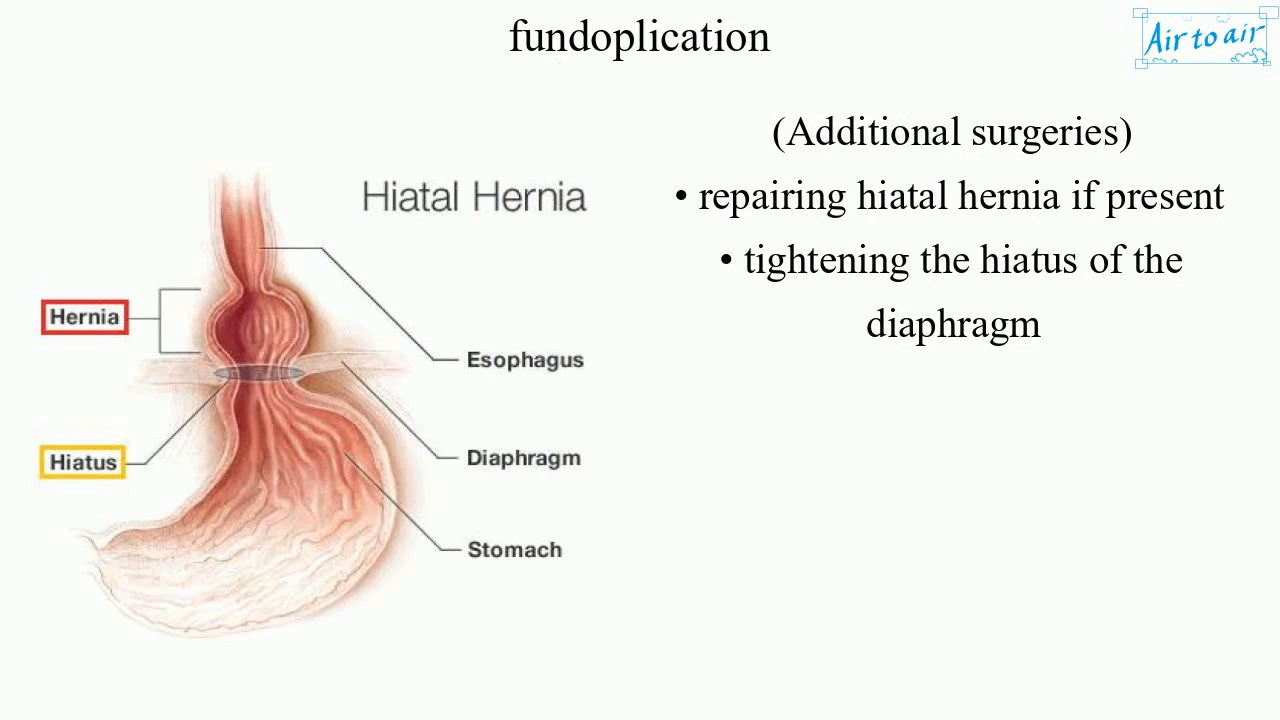 fundoplication
Air to air
(Additional surgeries)
• repairing hiatal hernia if present
• tightening the hiatus of the
diaphragm
Hiatal Hernia
Hernia
Esophagus
Hiatus
Diaphragm
Stomach